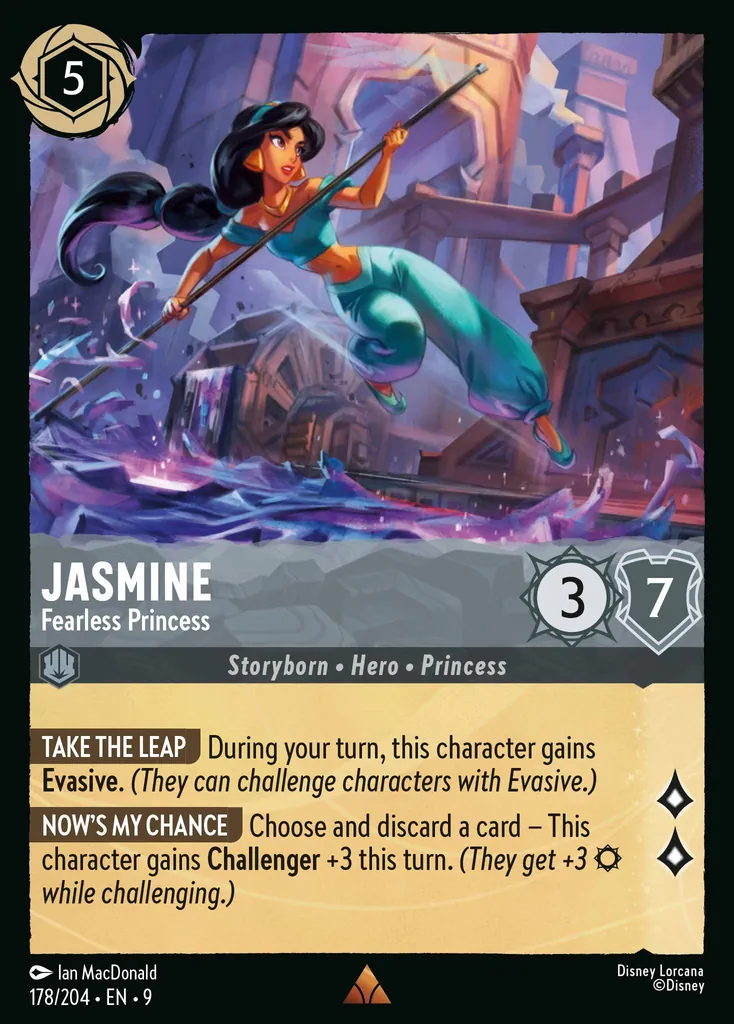 5
JASMINE
Fearless Princess
3
7
Storyborn • Hero • Princess
TAKE THE LEAP During your turn, this character gains
Evasive. (They can challenge characters with Evasive.)
NOW'S MY CHANCE Choose and discard a card – This
character gains Challenger +3 this turn. (They get +3
while challenging.)
Ian MacDonald
178/204 • EN • 9
Disney Lorcana
©Disney